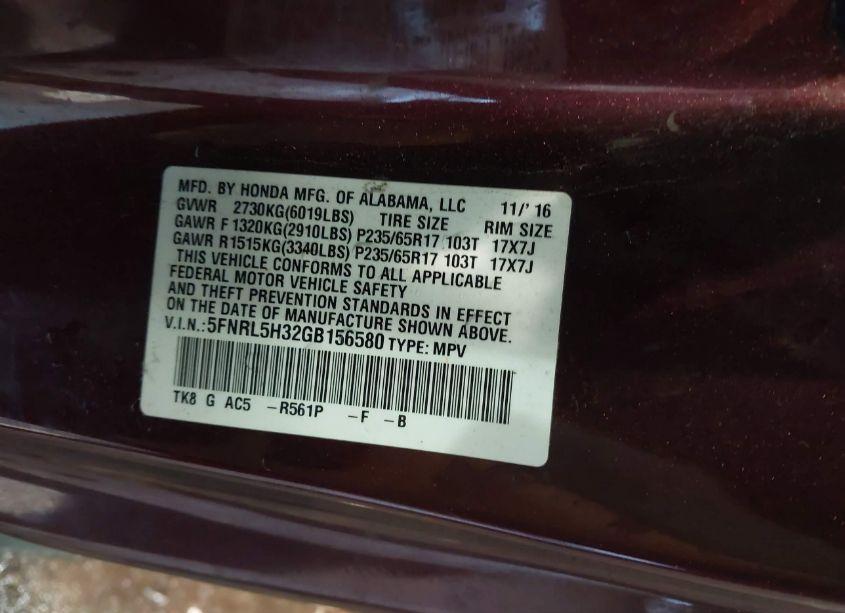 MFD. BY HONDA MFG. OF ALABAMA, LLC 11/' 16
GVWR 2730KG(6019LBS) TIRE SIZE RIM SIZE
GAWR F 1320KG(2910LBS) P235/65R17 103T 17X7J
GAWR R1515KG(3340LBS) P235/65R17 103T 17X7J
THIS VEHICLE CONFORMS TO ALL APPLICABLE
FEDERAL MOTOR VEHICLE SAFETY
AND THEFT PREVENTION STANDARDS IN EFFECT
ON THE DATE OF MANUFACTURE SHOWN ABOVE.
V.I.N.:5FNRL5H32GB156580 TYPE: MPV
TK8 G AC5 -R561P -F -B